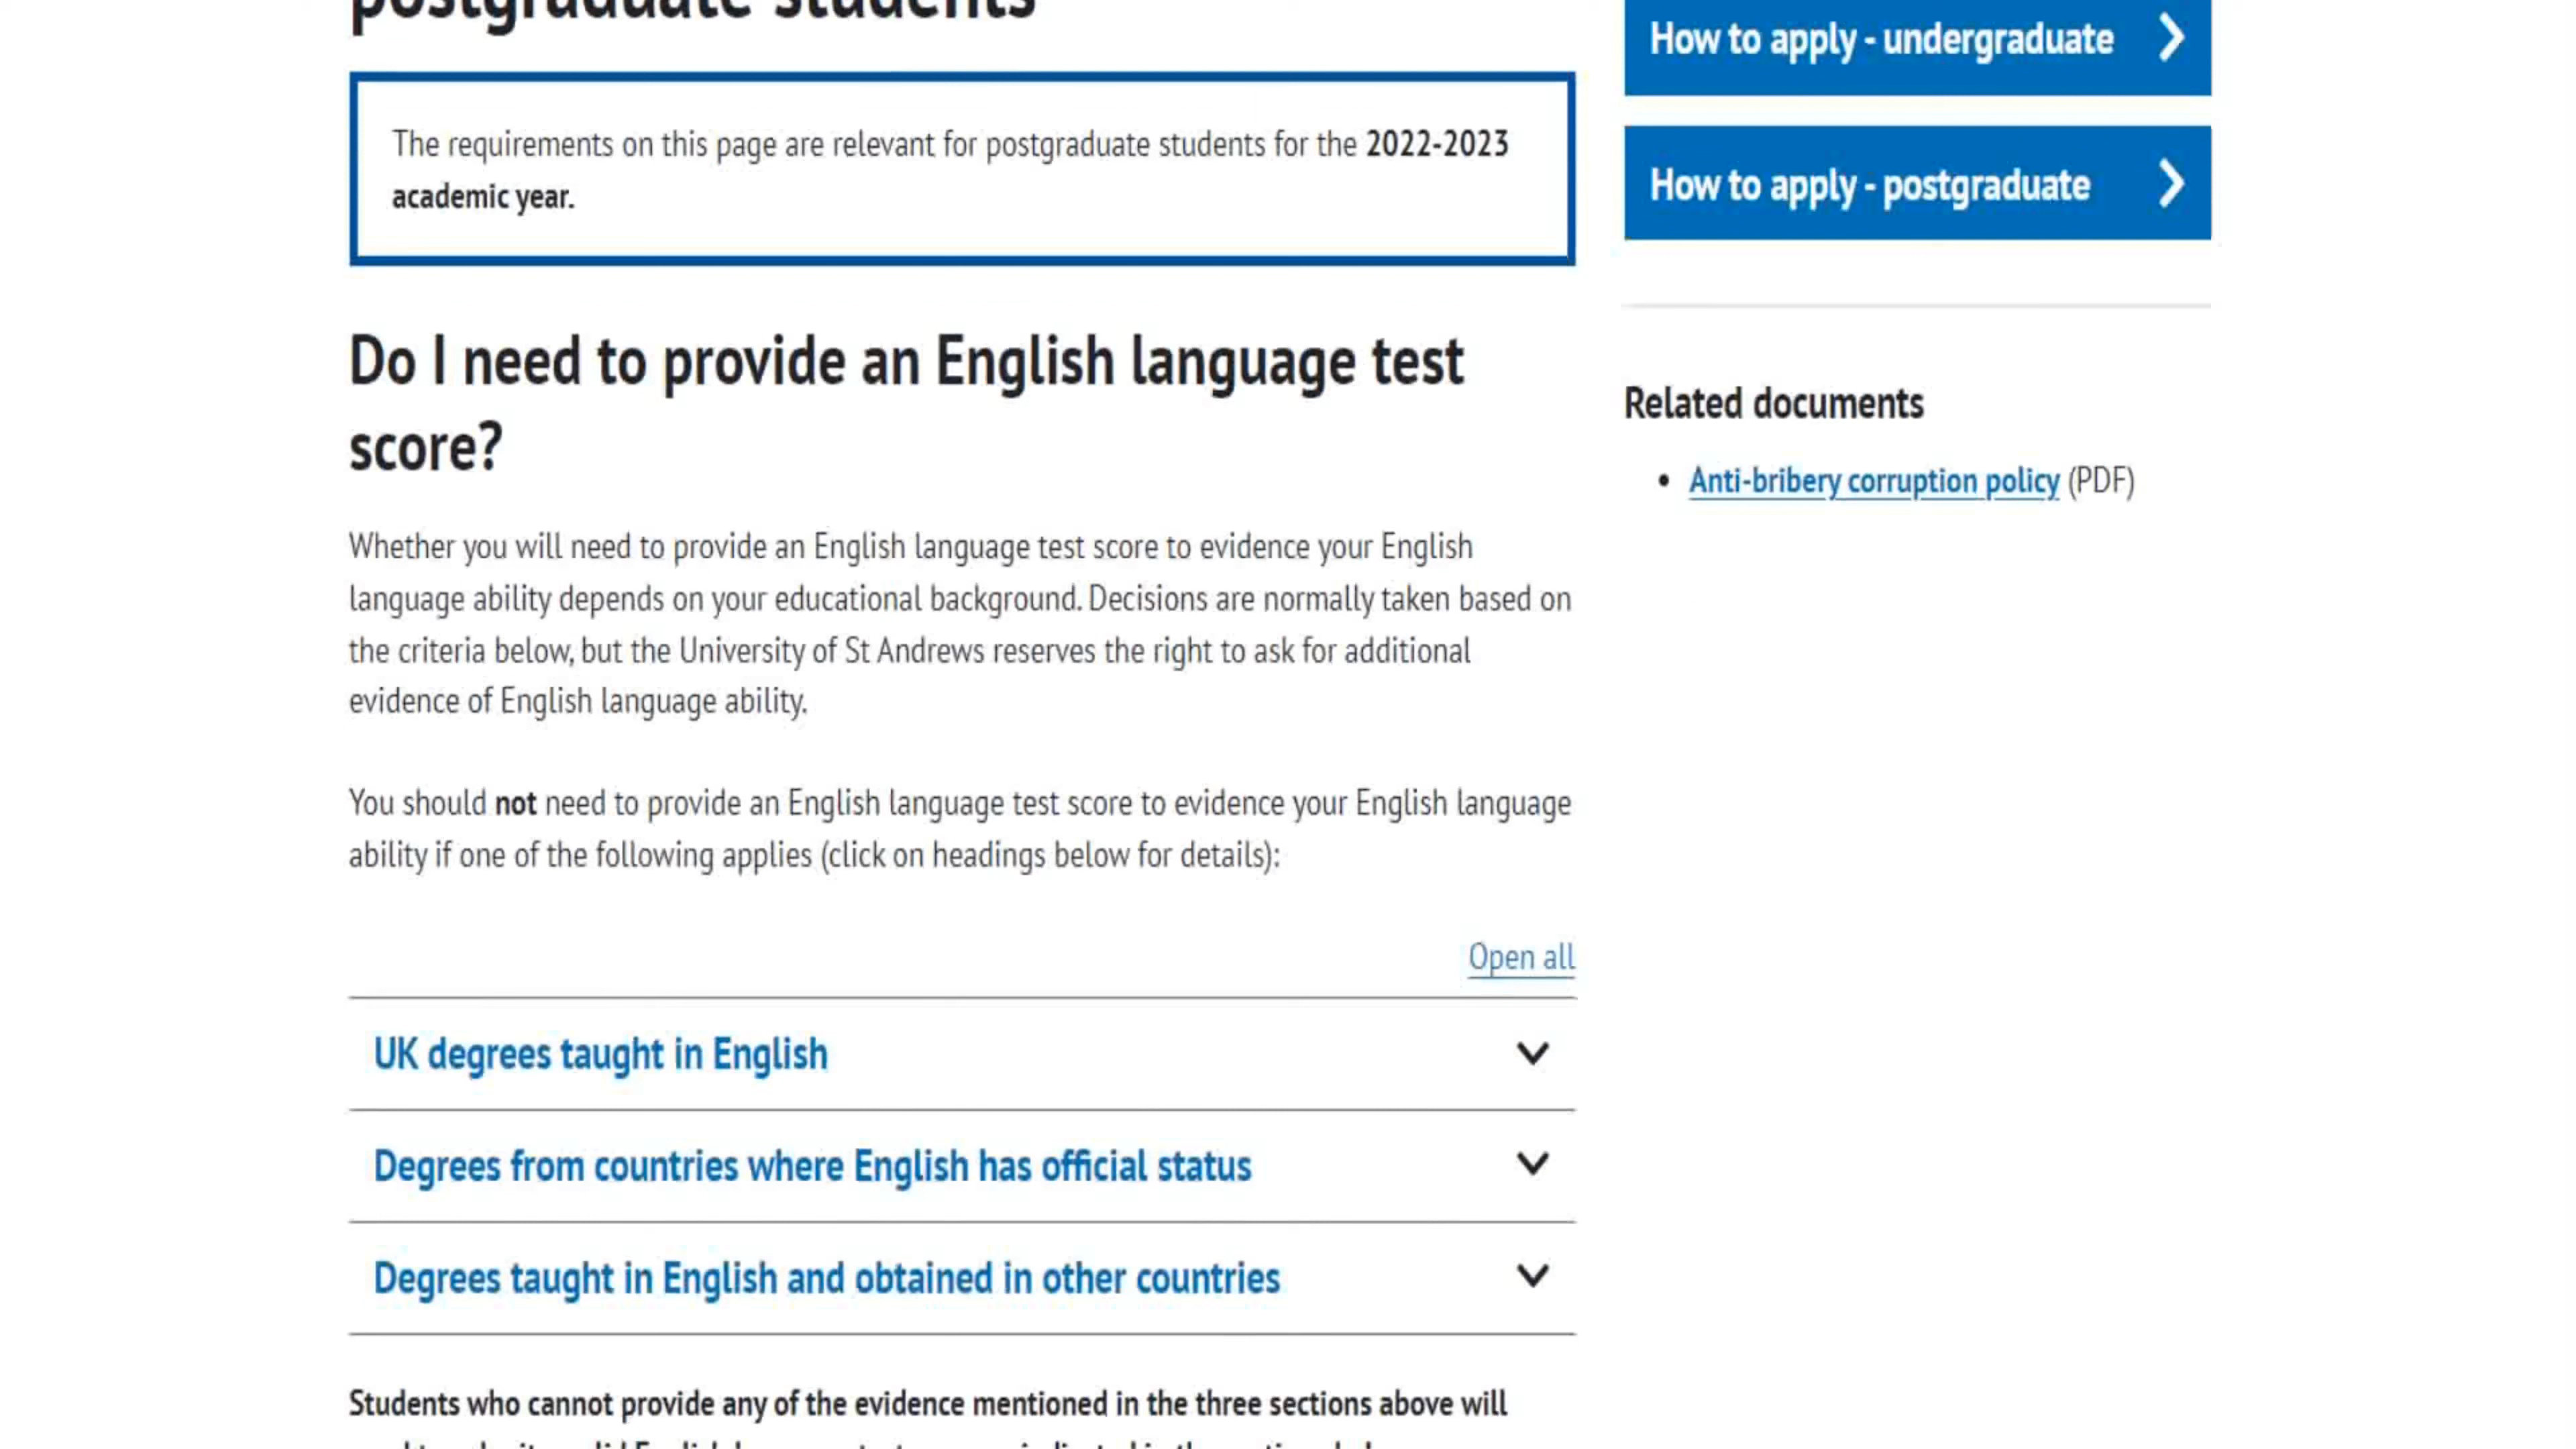 postgraduate students
The requirements on this page are relevant for postgraduate students for the 2022-2023
academic year.
Do I need to provide an English language test
score?
Whether you will need to provide an English language test score to evidence your English
language ability depends on your educational background. Decisions are normally taken based on
the criteria below, but the University of St Andrews reserves the right to ask for additional
evidence of English language ability.
You should not need to provide an English language test score to evidence your English language
ability if one of the following applies (click on headings below for details):
Open all
UK degrees taught in English
Degrees from countries where English has official status
Degrees taught in English and obtained in other countries
Students who cannot provide any of the evidence mentioned in the three sections above will
How to apply - undergraduate
How to apply - postgraduate
Related documents
• Anti-bribery corruption policy (PDF)